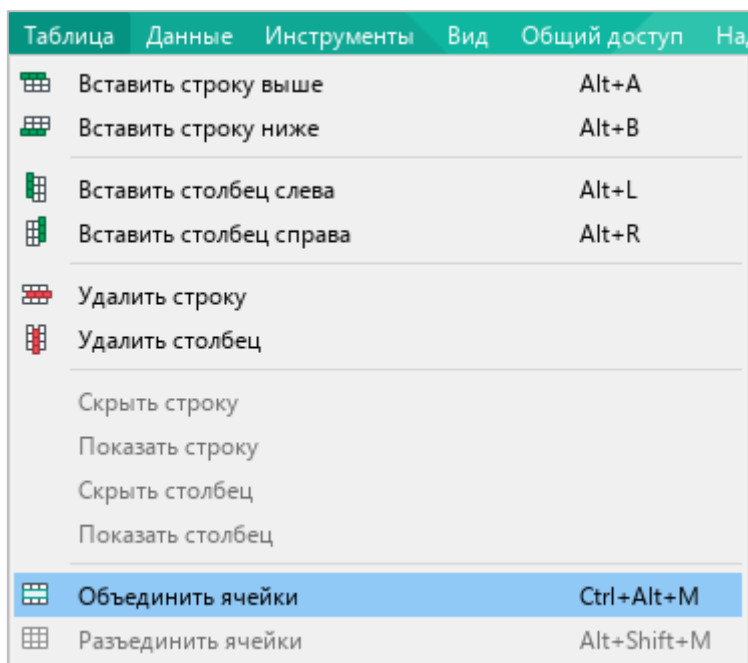 Таблица Данные Инструменты Вид Общий доступ На
Вставить строку выше Alt+A
Вставить строку ниже Alt+B
Вставить столбец слева Alt+L
Вставить столбец справа Alt+R
Удалить строку
Удалить столбец
Скрыть строку
Показать строку
Скрыть столбец
Показать столбец
Объединить ячейки Ctrl+Alt+M
Разъединить ячейки Alt+Shift+M